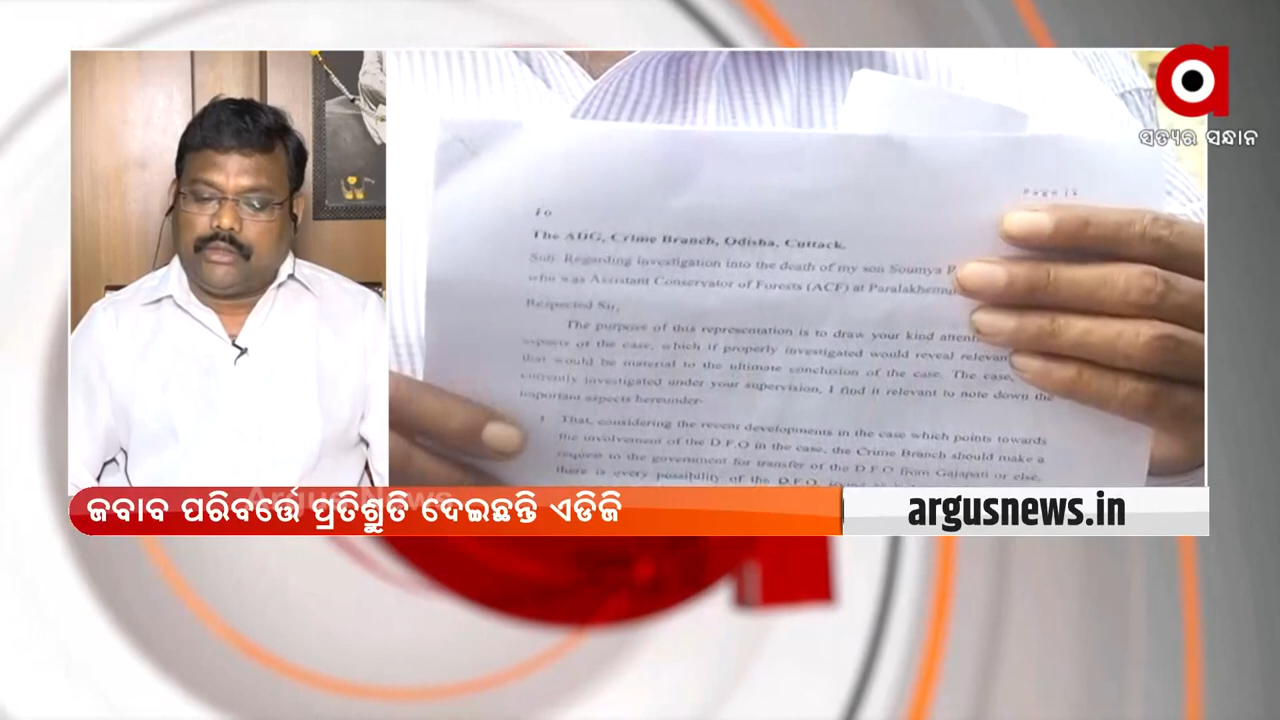 ସତ୍ୟର ସନ୍ଧାନ
Page | 1
To
The ADG, Crime Branch, Odisha, Cuttack.
Sub: Regarding investigation into the death of my son Soumya
who was Assistant Conservator of Forests (ACF) at Paralakhemu
Respected Sir,
The purpose of this representation is to draw your kind attent
aspects of the case, which if properly investigated would reveal relevan
that would be material to the ultimate conclusion of the case. The case,
currently investigated under your supervision, I find it relevant to note down the
important aspects hereunder-
That, considering the recent developments in the case which points towards
the involvement of the D.F.O in the case, the Crime Branch should make a
request to the government for transfer of the D.F.O from Gajapati or else,
there is every possibility of the D.F.O,
Argus News
ଜବାବ ପରିବର୍ତ୍ତେ ପ୍ରତିଶ୍ରୁତି ଦେଇଛନ୍ତି ଏଡିଜି
argusnews.in